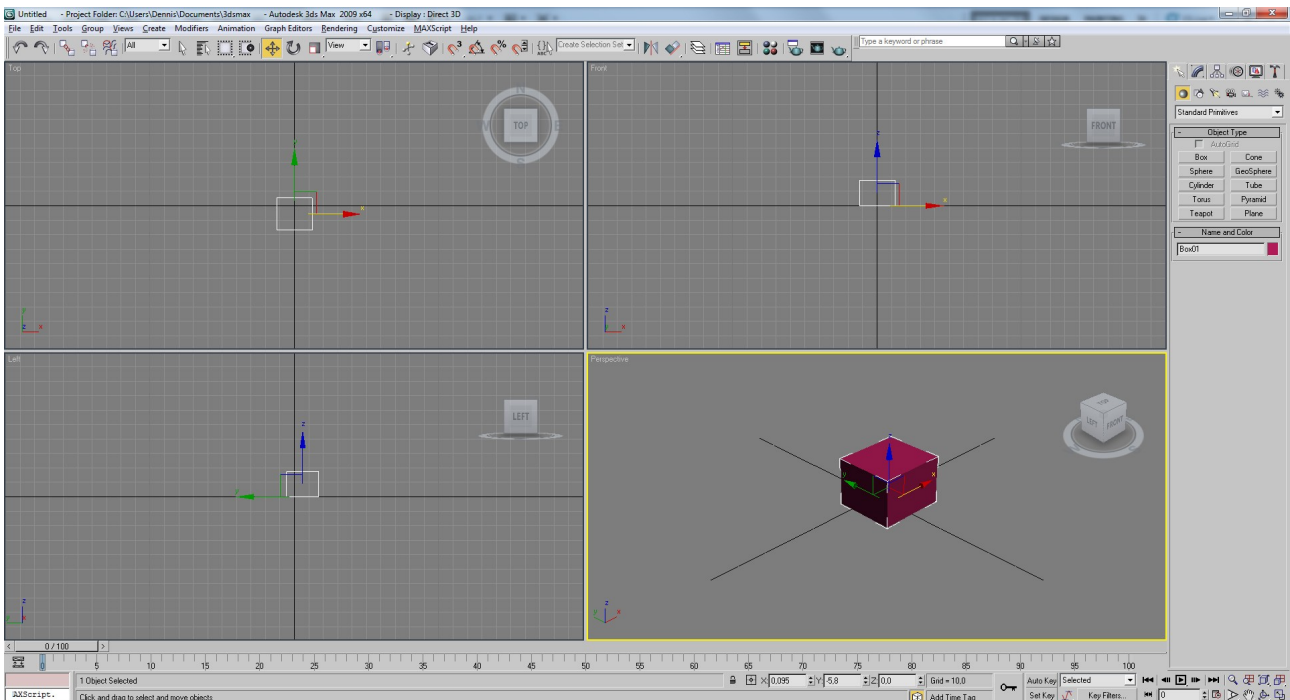 Untitled - Project Folder: C:\Users\Dennis\Documents\3dsmax - Autodesk 3ds Max 2009 x64 - Display : Direct 3D
File Edit Tools Group Views Create Modifiers Animation Graph Editors Rendering Customize MAXScript Help
All View Create Selection Set Type a keyword or phrase
Top
N
TOP
E
S
y
x
z x
Front
FRONT
z
x
z
x
Standard Primitives
- Object Type
AutoGrid
Box Cone
Sphere GeoSphere
Cylinder Tube
Torus Pyramid
Teapot Plane
- Name and Color
Box01
Left
LEFT
z
y
z
Perspective
TOP
LEFT FRONT
z
y x
z
y x
< 0 / 100 >
0 5 10 15 20 25 30 35 40 45 50 55 60 65 70 75 80 85 90 95 100
1 Object Selected X: 0,095 Y: -5,8 Z: 0,0 Grid = 10,0 Auto Key Selected
AXScript. Click and drag to select and move objects Add Time Tag Set Key Key Filters... 0